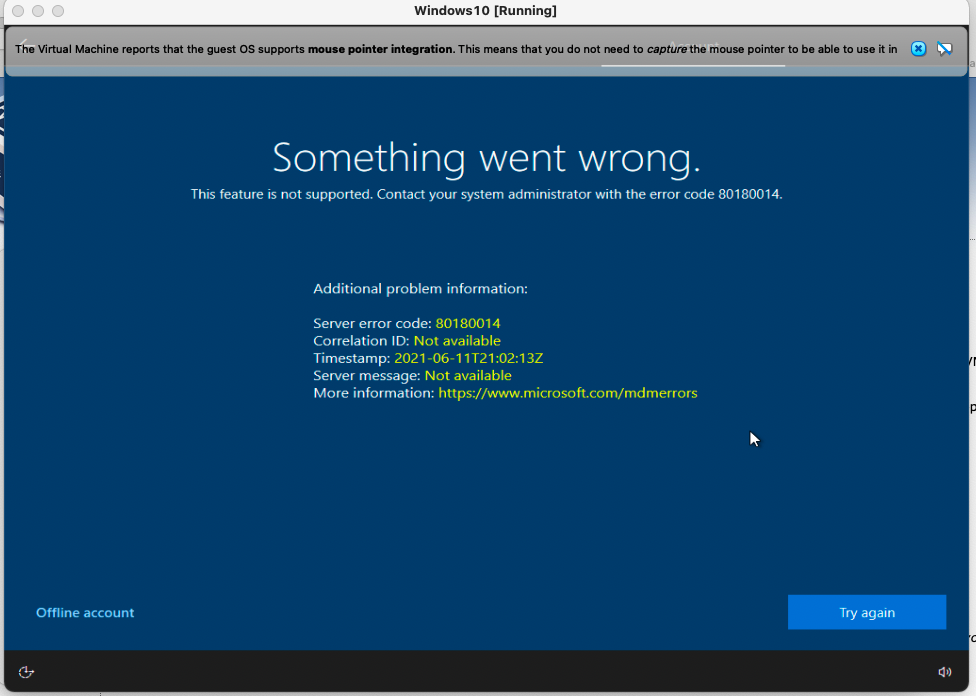 Windows10 [Running]
The Virtual Machine reports that the guest OS supports mouse pointer integration. This means that you do not need to capture the mouse pointer to be able to use it in
Something went wrong.
This feature is not supported. Contact your system administrator with the error code 80180014.
Additional problem information:
Server error code: 80180014
Correlation ID: Not available
Timestamp: 2021-06-11T21:02:13Z
Server message: Not available
More information: https://www.microsoft.com/mdmerrors
Offline account
Try again